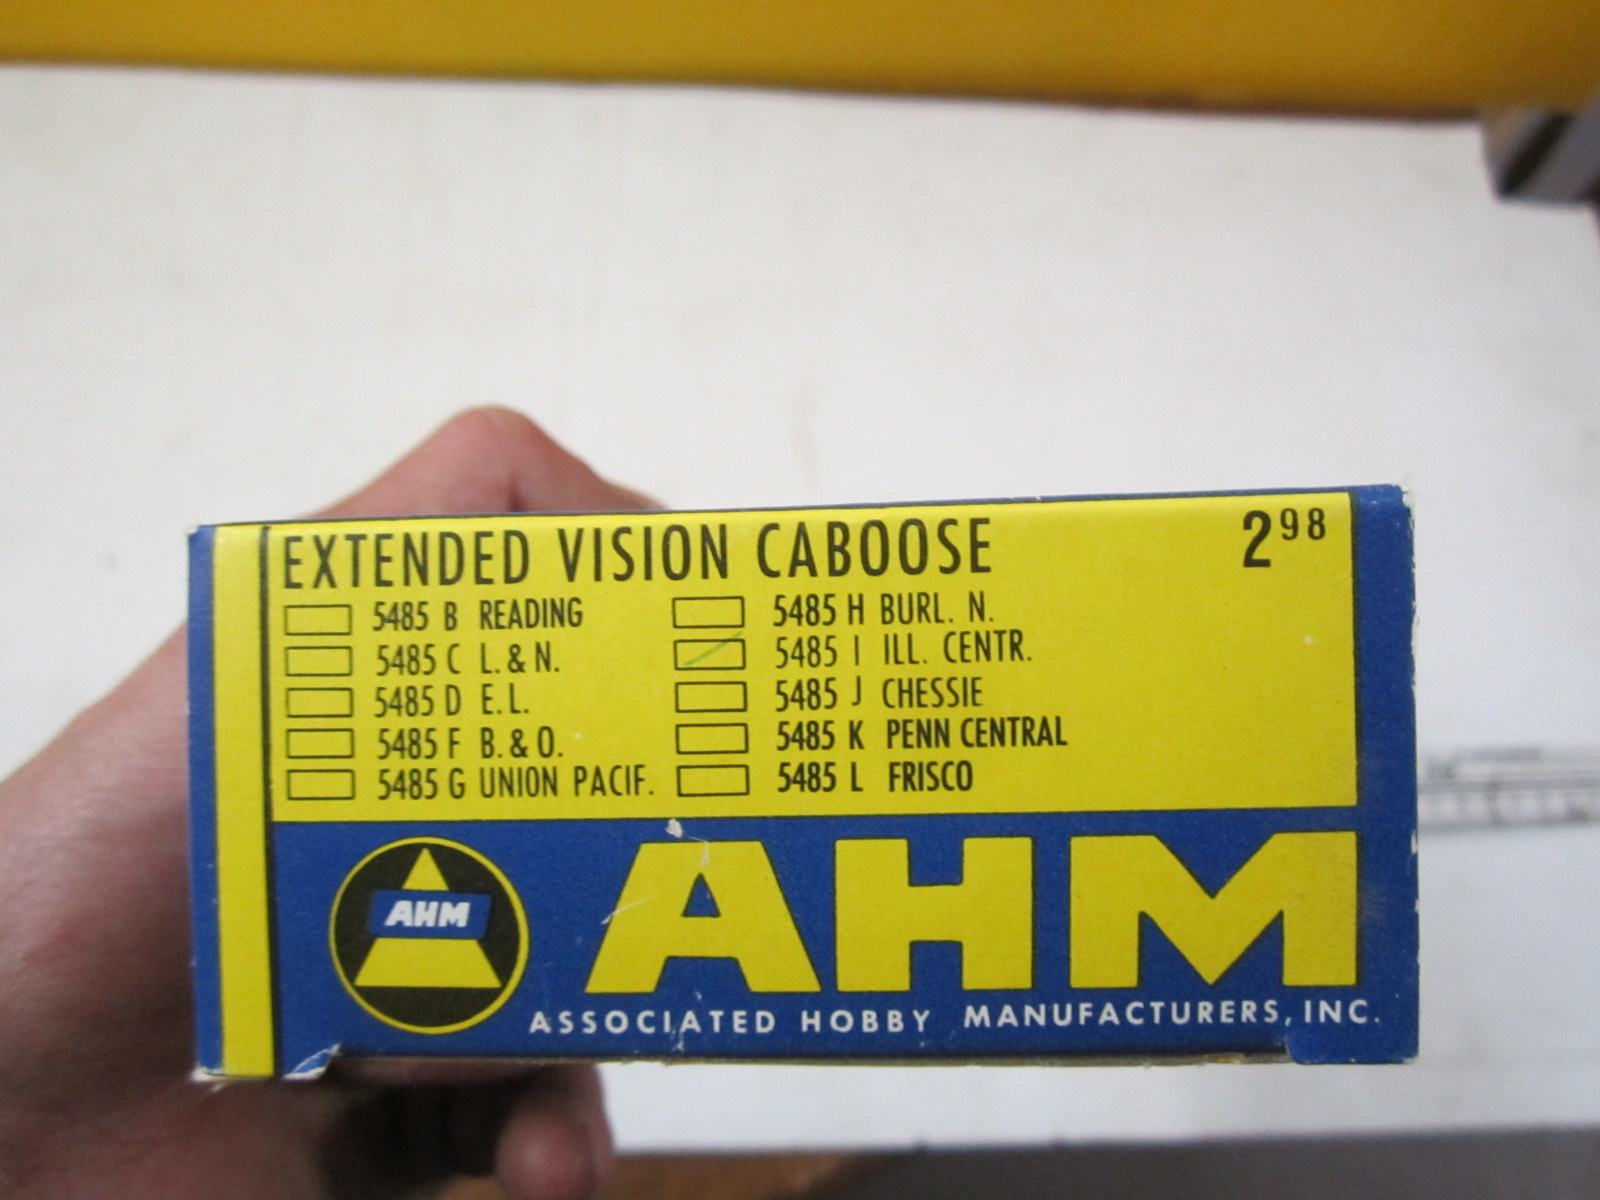 EXTENDED VISION CABOOSE 2 98
5485 B READING
5485 C L. & N.
5485 D E.L.
5485 F B. & O.
5485 G UNION PACIF.
5485 H BURL. N.
5485 I ILL. CENTR.
5485 J CHESSIE
5485 K PENN CENTRAL
5485 L FRISCO
AHM
AHM
ASSOCIATED HOBBY MANUFACTURERS, INC.